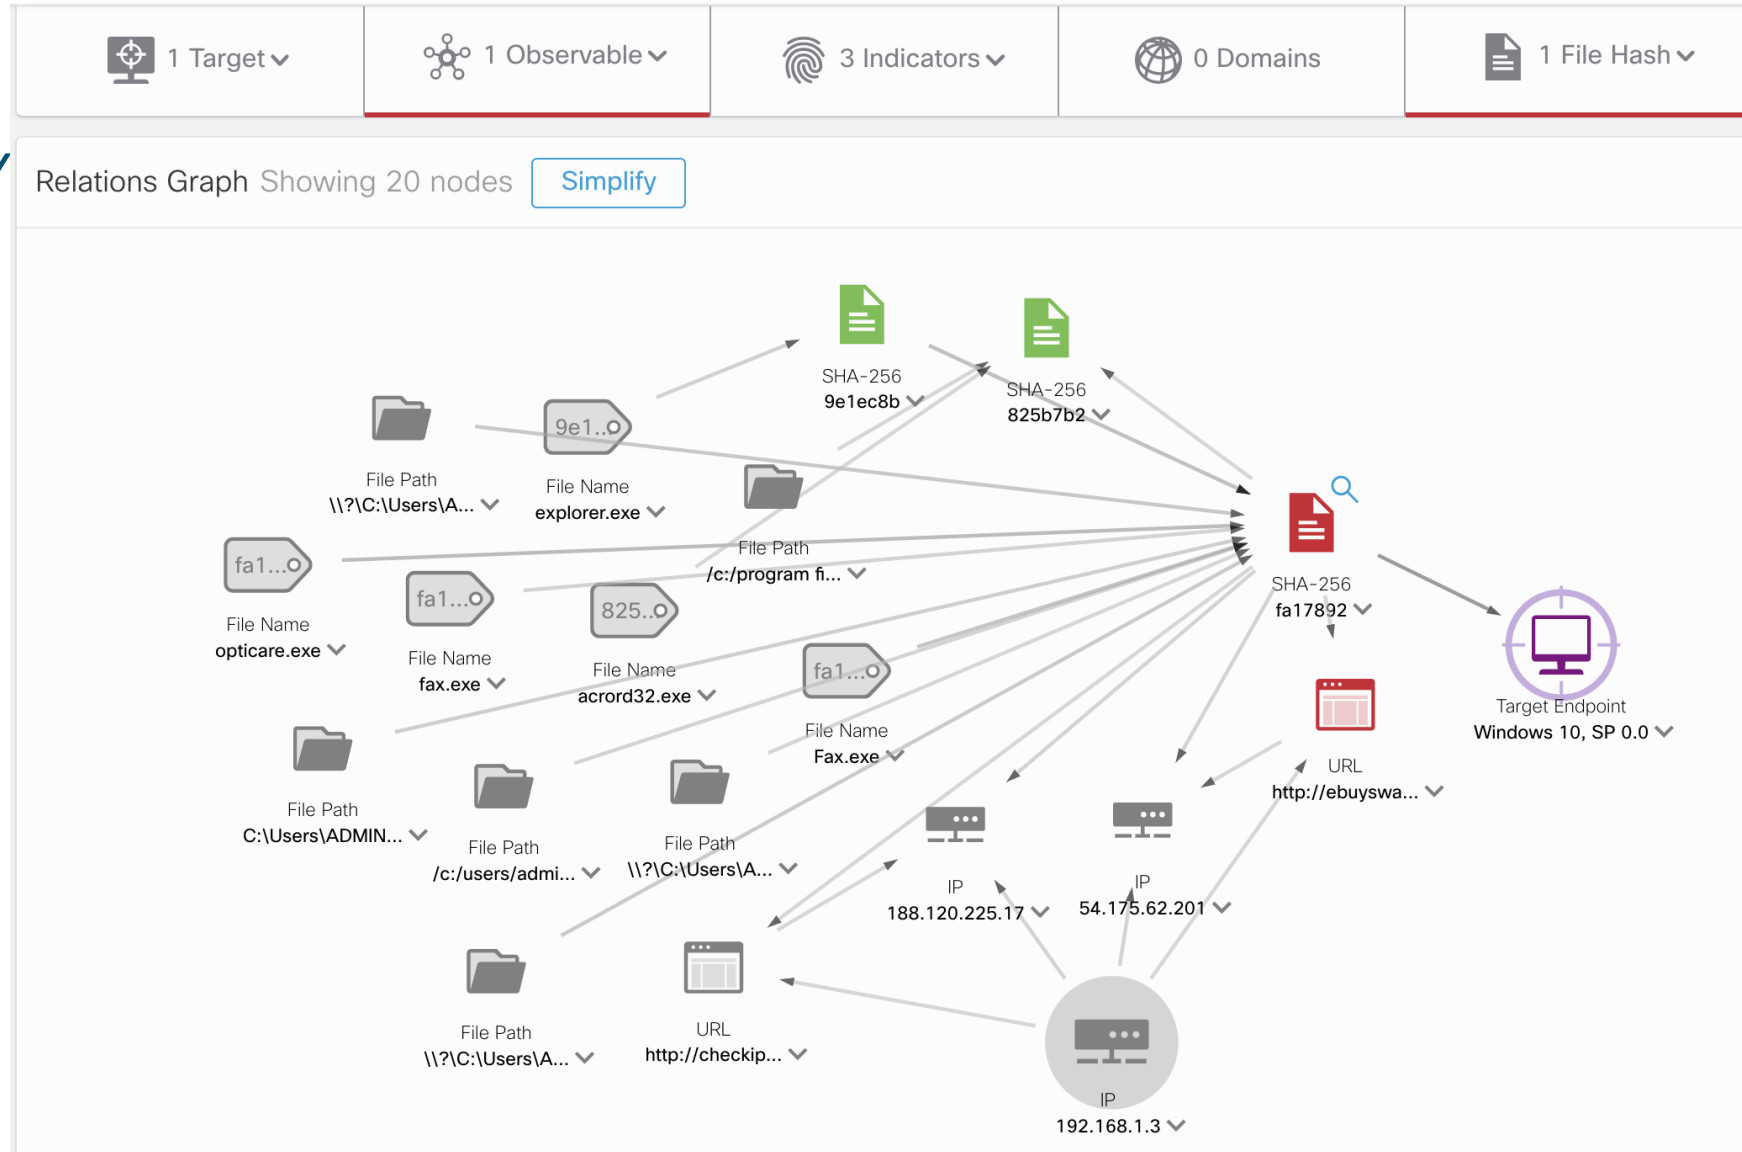 1 Target
1 Observable
3 Indicators
0 Domains
1 File Hash
Relations Graph Showing 20 nodes
Simplify
SHA-256
9e1ec8b
SHA-256
825b7b2
File Path
\\?\C:\Users\A...
9e1...
File Name
explorer.exe
File Path
/c:/program fi...
SHA-256
fa17892
fa1...
File Name
opticare.exe
fa1...
File Name
fax.exe
825...
File Name
acrord32.exe
fa1...
File Name
Fax.exe
Target Endpoint
Windows 10, SP 0.0
URL
http://ebuyswa...
File Path
C:\Users\ADMIN...
File Path
/c:/users/admi...
File Path
\\?\C:\Users\A...
IP
188.120.225.17
IP
54.175.62.201
File Path
\\?\C:\Users\A...
URL
http://checkip...
IP
192.168.1.3